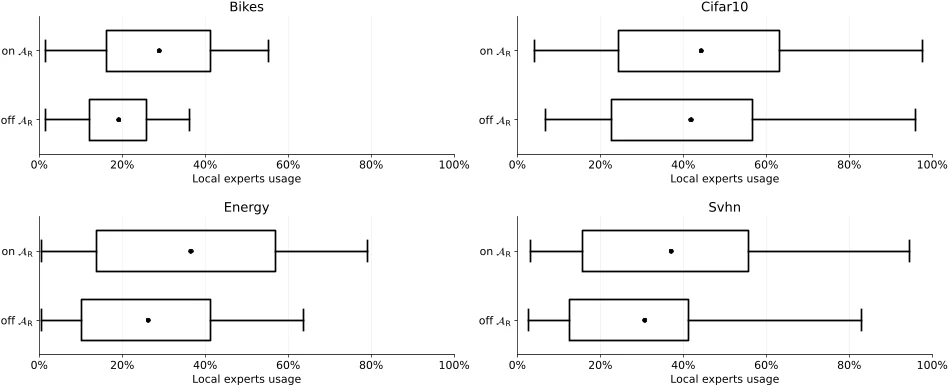 Bikes
on 𝒜R
off 𝒜R
0% 20% 40% 60% 80% 100%
Local experts usage
Cifar10
on 𝒜R
off 𝒜R
0% 20% 40% 60% 80% 100%
Local experts usage
Energy
on 𝒜R
off 𝒜R
0% 20% 40% 60% 80% 100%
Local experts usage
Svhn
on 𝒜R
off 𝒜R
0% 20% 40% 60% 80% 100%
Local experts usage